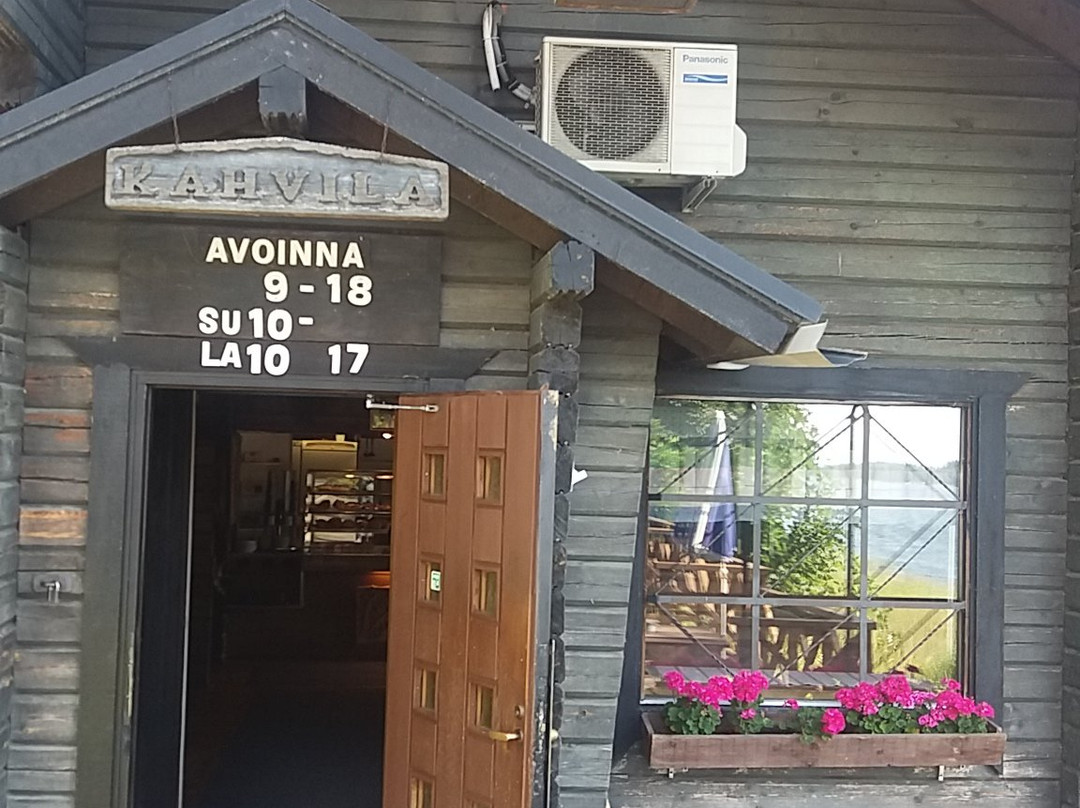 Panasonic
KAHVILA
AVOINNA
9-18
SU 10-
LA 10 17